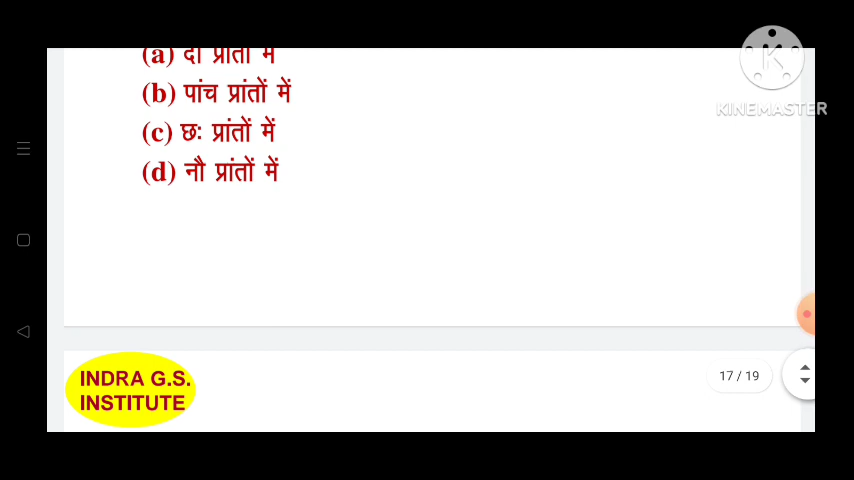 (a) दो प्रांतों में
(b) पांच प्रांतों में
(c) छः प्रांतों में
(d) नौ प्रांतों में
KINEMASTER
INDRA G.S.
INSTITUTE
17 / 19